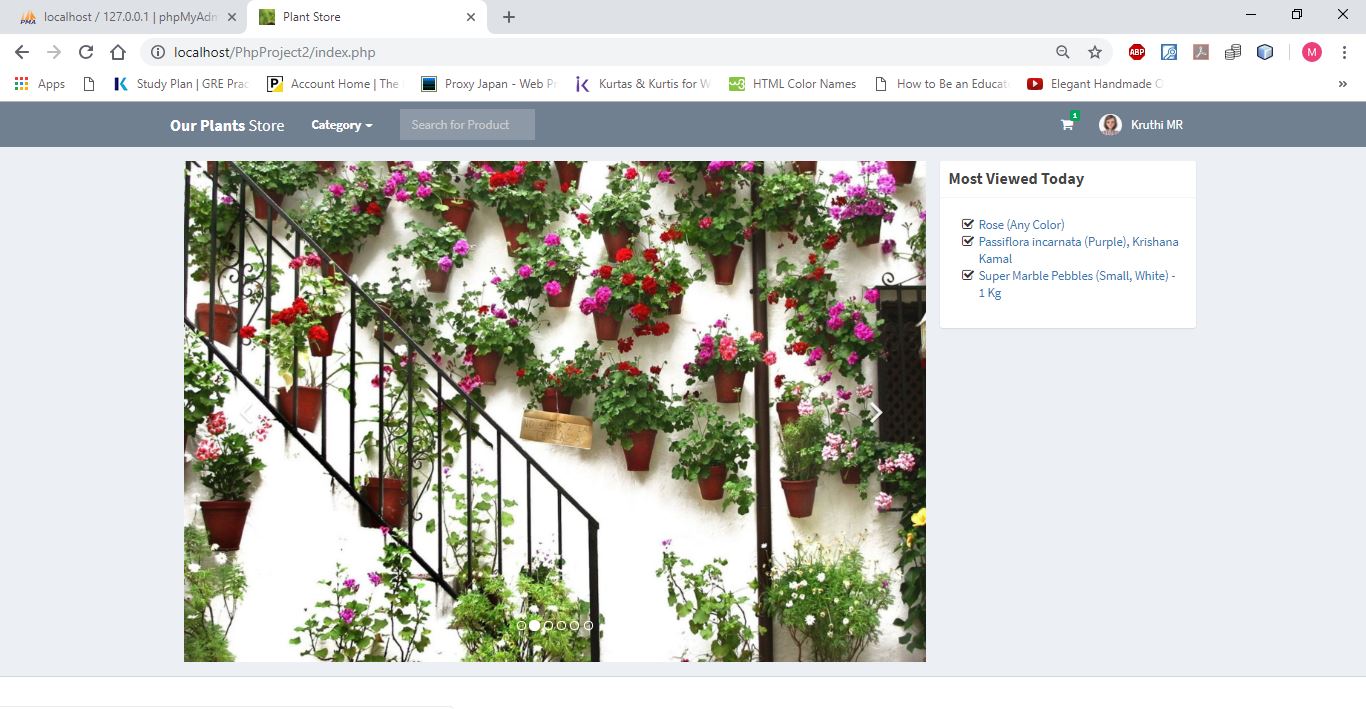 localhost / 127.0.0.1 | phpMyAdm
Plant Store
localhost/PhpProject2/index.php
ABP
M
Apps
Study Plan | GRE Prac
Account Home | The
Proxy Japan - Web Pr
Kurtas & Kurtis for W
HTML Color Names
How to Be an Educat
Elegant Handmade C
Our Plants Store
Category
Search for Product
1
Kruthi MR
Most Viewed Today
Rose (Any Color)
Passiflora incarnata (Purple), Krishana
Kamal
Super Marble Pebbles (Small, White) -
1 Kg